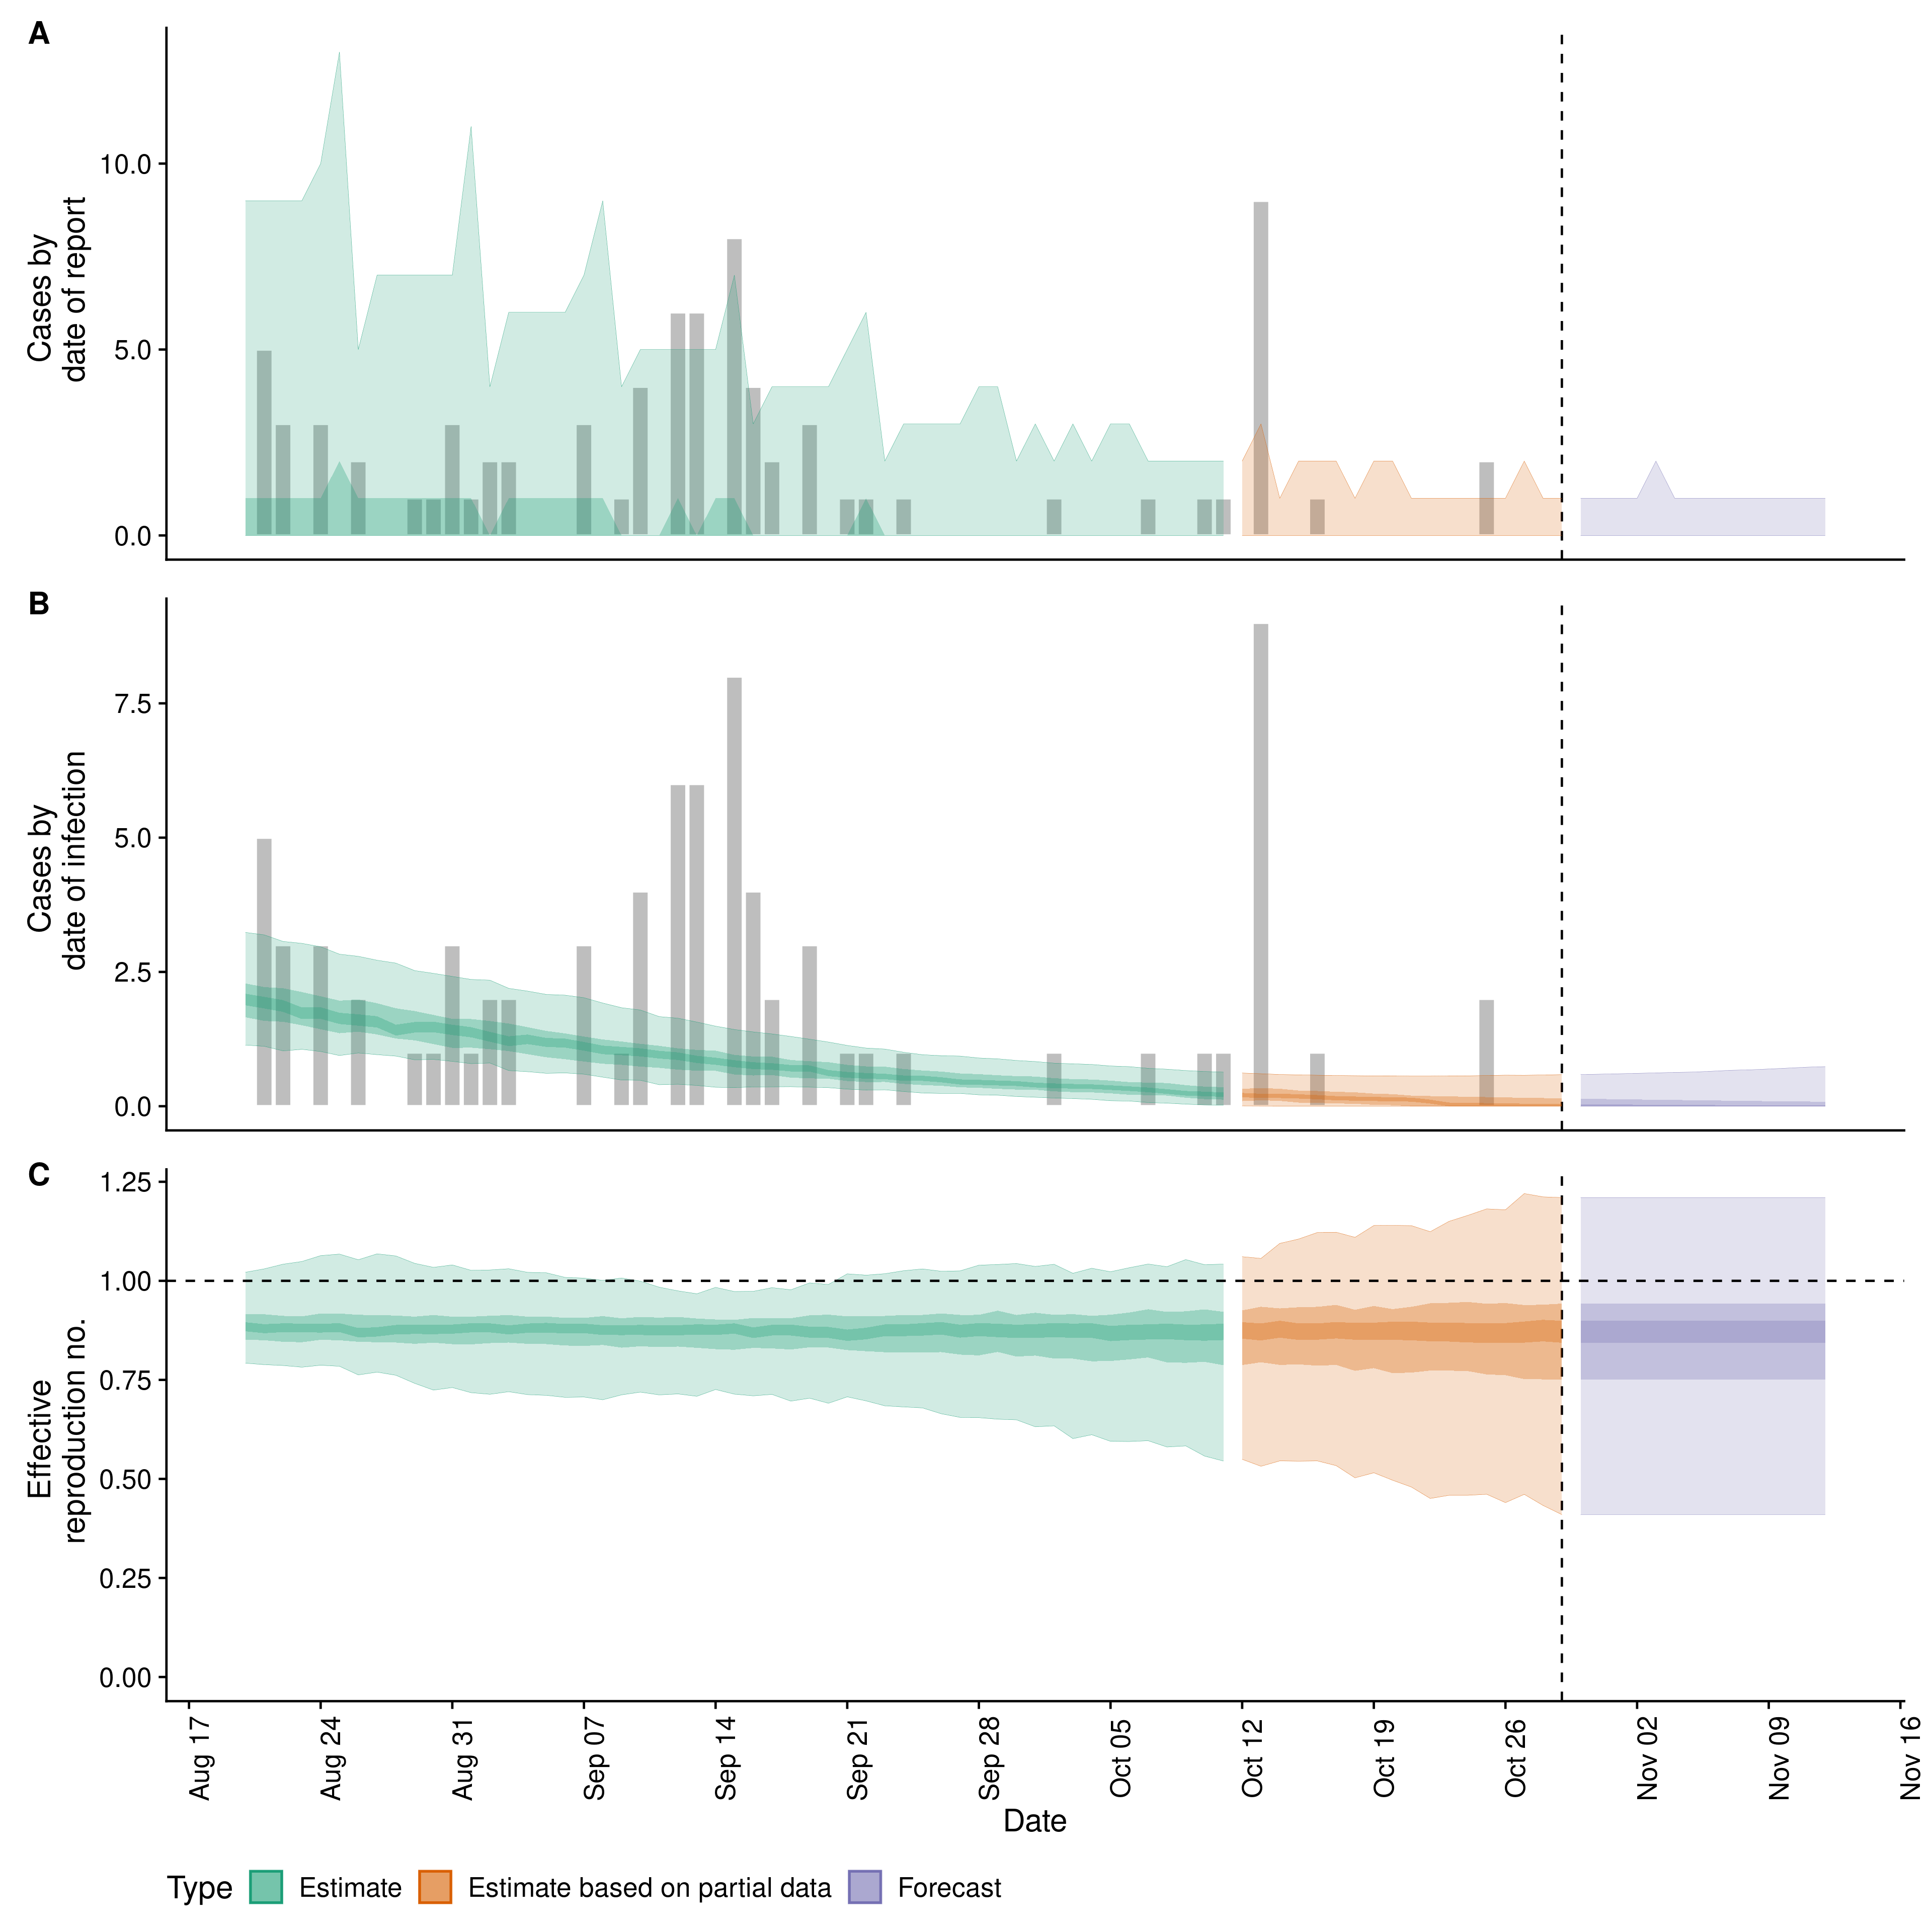 A
Cases by
date of report
10.0
5.0
0.0
B
Cases by
date of infection
7.5
5.0
2.5
0.0
C
Effective
reproduction no.
1.25
1.00
0.75
0.50
0.25
0.00
Aug 17
Aug 24
Aug 31
Sep 07
Sep 14
Sep 21
Sep 28
Oct 05
Oct 12
Oct 19
Oct 26
Nov 02
Nov 09
Nov 16
Date
Type Estimate Estimate based on partial data Forecast